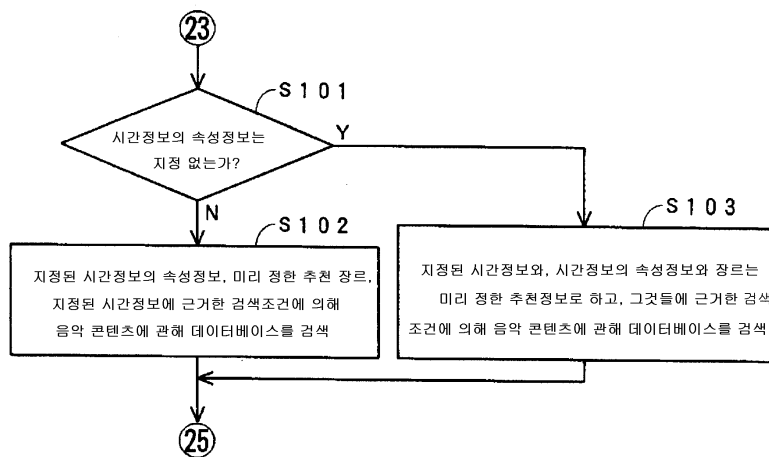 23
S101
시간정보의 속성정보는
지정 없는가?
Y
N
S102
지정된 시간정보의 속성정보, 미리 정한 추천 장르,
지정된 시간정보에 근거한 검색조건에 의해
음악 콘텐츠에 관해 데이터베이스를 검색
S103
지정된 시간정보와, 시간정보의 속성정보와 장르는
미리 정한 추천정보로 하고, 그것들에 근거한 검색
조건에 의해 음악 콘텐츠에 관해 데이터베이스를 검색
25